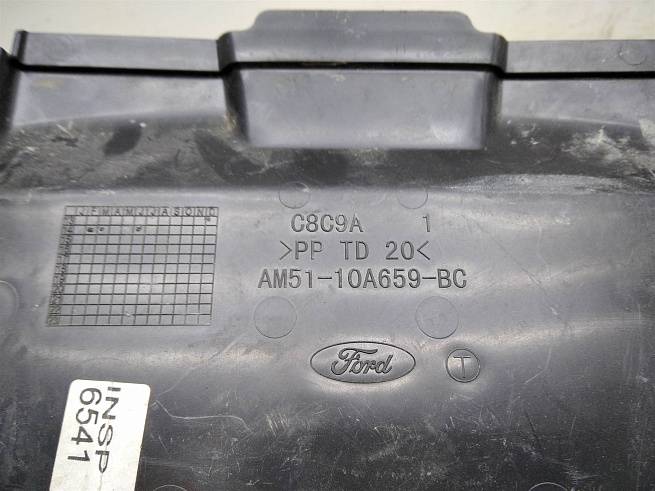 J F M A M J J A S O N D
C8C9A 1
>PP TD 20<
AM51-10A659-BC
Ford
T
INSP
6541